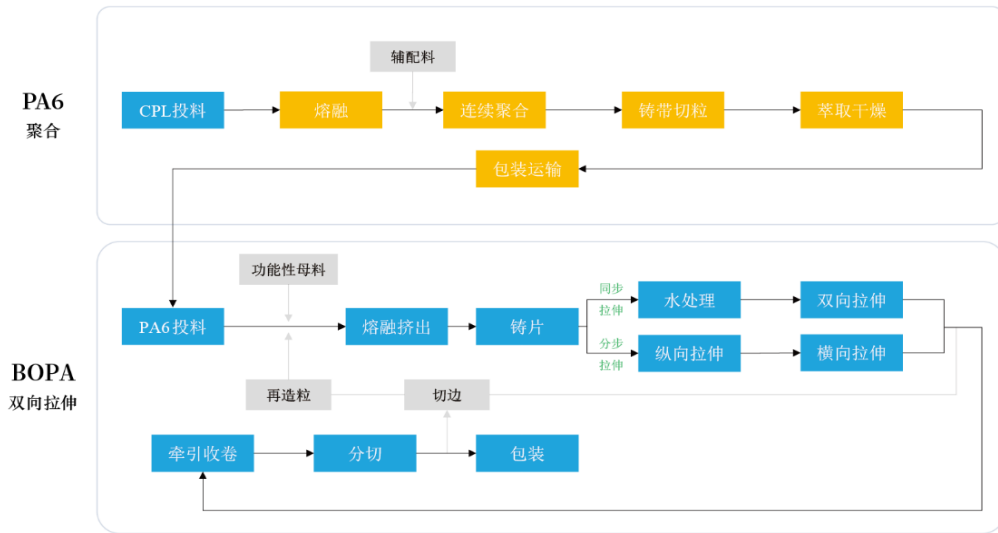 PA6
聚合
辅配料
CPL投料
熔融
连续聚合
铸带切粒
萃取干燥
包装运输
BOPA
双向拉伸
功能性母料
PA6投料
熔融挤出
铸片
同步
拉伸
水处理
双向拉伸
分步
拉伸
纵向拉伸
横向拉伸
再造粒
切边
牵引收卷
分切
包装